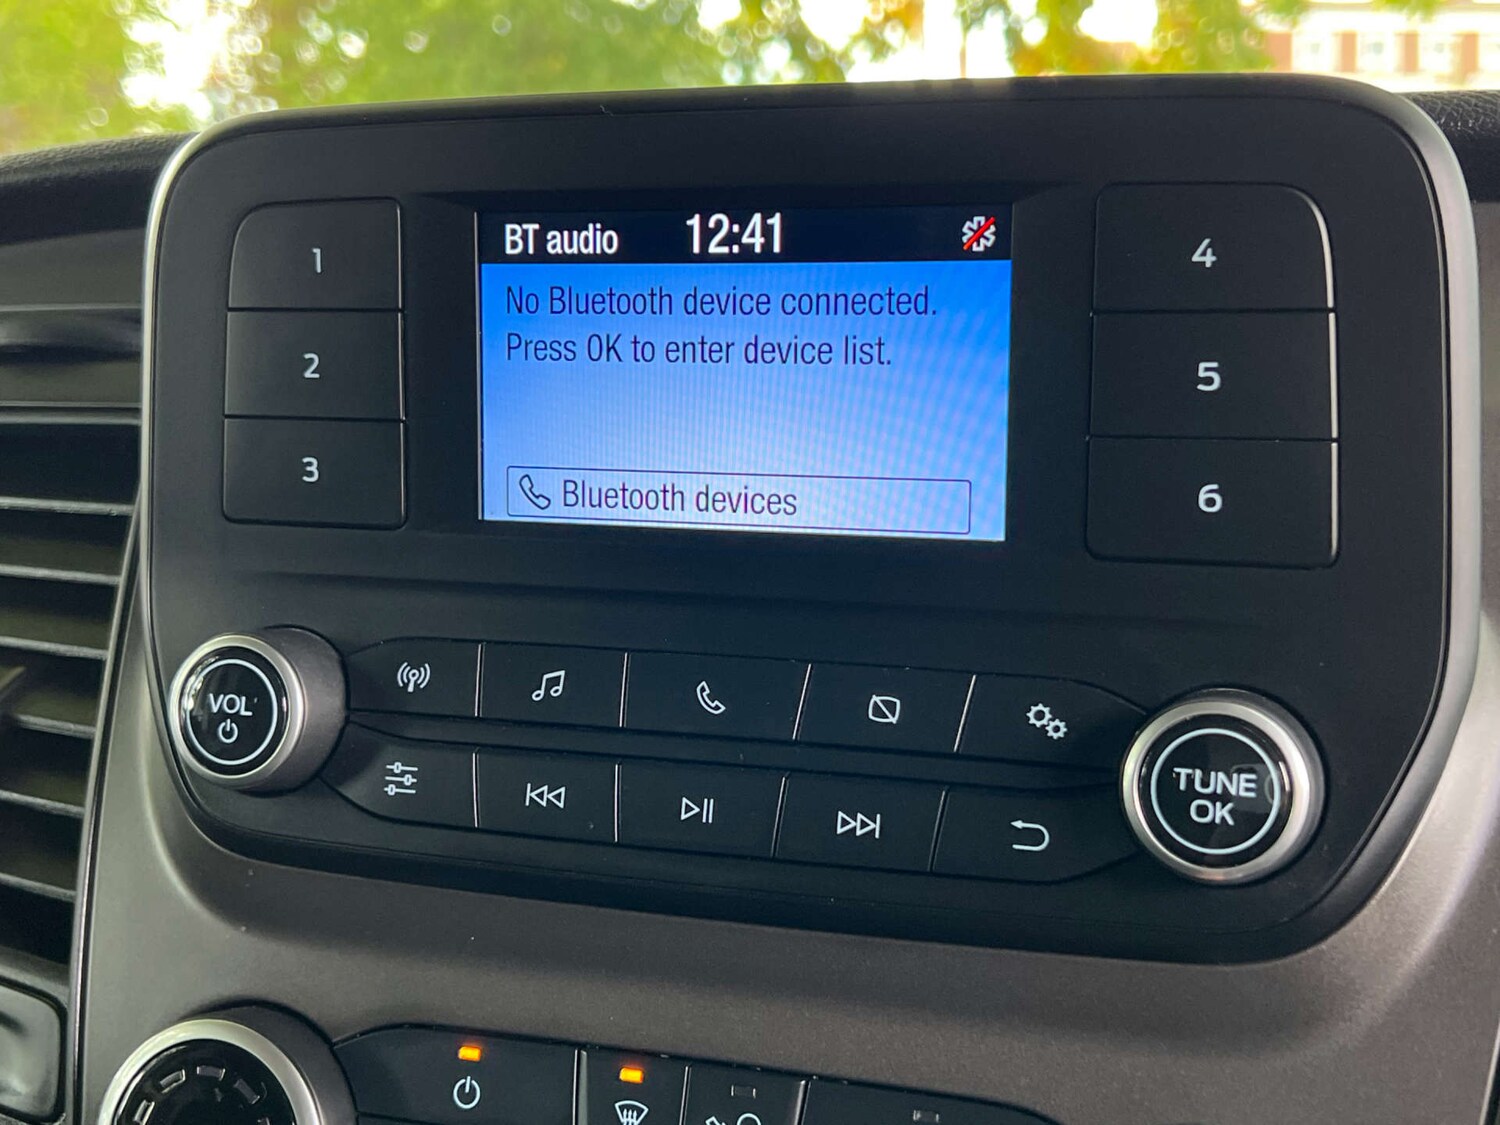 BT audio 12:41
No Bluetooth device connected.
Press OK to enter device list.
Bluetooth devices
1
2
3
4
5
6
VOL
TUNE
OK